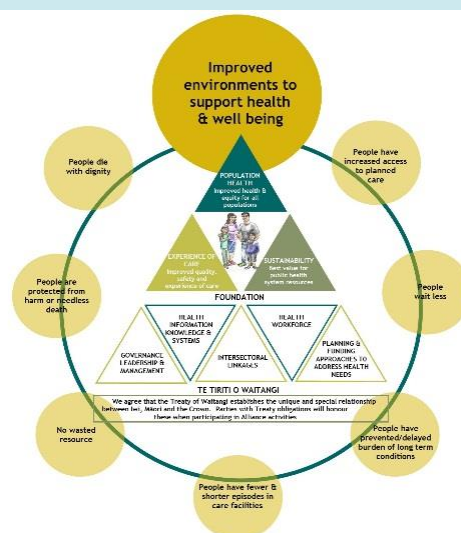 Improved
environments to
support health
& well being
People die
with dignity
People have
increased access
to planned
care
POPULATION
HEALTH
Improved health &
equity for all
populations
EXPERIENCE OF
CARE
Improved quality,
safety and
experience of care
SUSTAINABILITY
Best value for
public health
system resources
People are
protected from
harm or needless
death
People
wait less
FOUNDATION
HEALTH
INFORMATION
KNOWLEDGE &
SYSTEMS
HEALTH
WORKFORCE
GOVERNANCE
LEADERSHIP &
MANAGEMENT
INTERSECTORAL
LINKAGES
PLANNING &
FUNDING
APPROACHES TO
ADDRESS HEALTH
NEEDS
TE TIRITI O WAITANGI
We agree that the Treaty of Waitangi establishes the unique and special relationship
between Iwi, Māori and the Crown. Parties with Treaty obligations will honour
these when participating in Alliance activities
No wasted
resource
People have
prevented/delayed
burden of long term
conditions
People have fewer &
shorter episodes in
care facilities